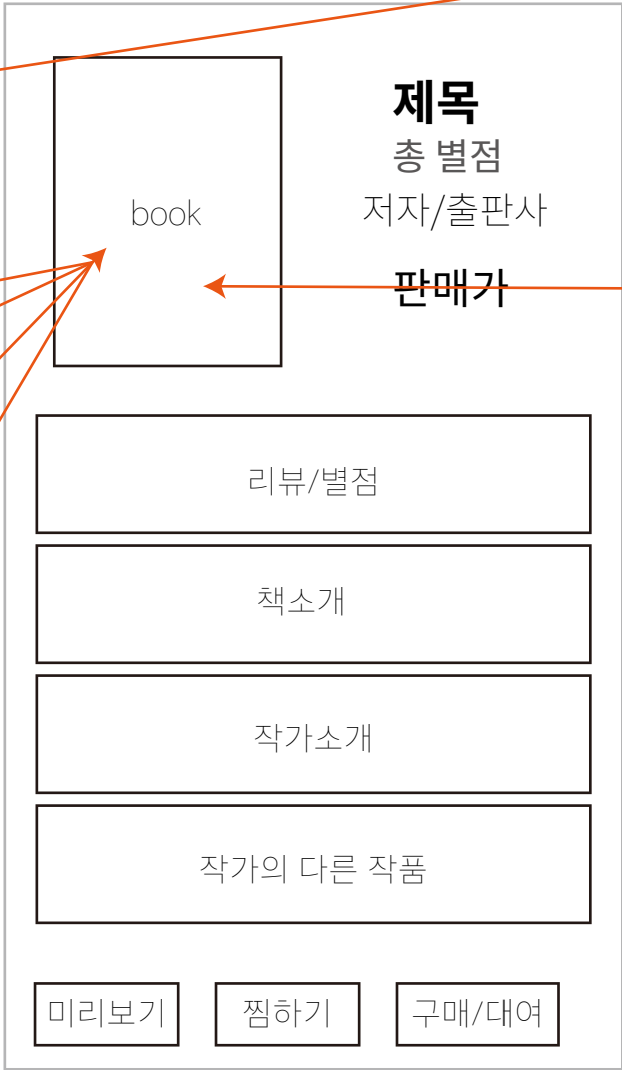 book
제목
총 별점
저자/출판사
판매가
리뷰/별점
책소개
작가소개
작가의 다른 작품
미리보기
찜하기
구매/대여